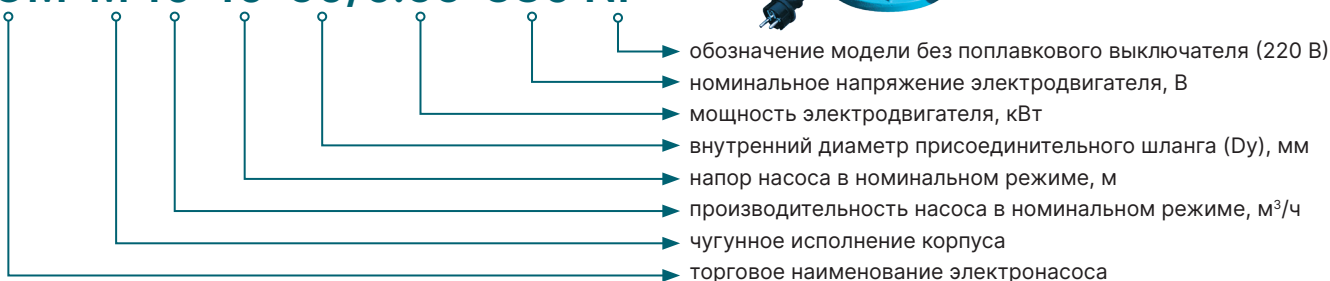 обозначение модели без поплавкового выключателя (220 В)
номинальное напряжение электродвигателя, В
мощность электродвигателя, кВт
внутренний диаметр присоединительного шланга (Dy), мм
напор насоса в номинальном режиме, м
производительность насоса в номинальном режиме, м³/ч
чугунное исполнение корпуса
торговое наименование электронасоса